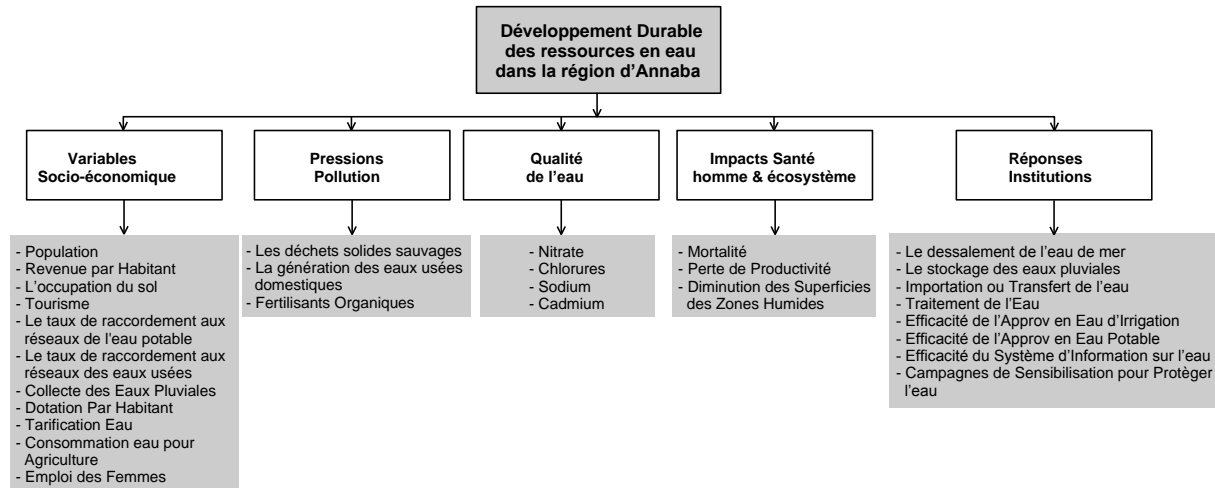 Développement Durable
des ressources en eau
dans la région d'Annaba
Variables
Socio-économique
- Population
- Revenue par Habitant
- L'occupation du sol
- Tourisme
- Le taux de raccordement aux
réseaux de l'eau potable
- Le taux de raccordement aux
réseaux des eaux usées
- Collecte des Eaux Pluviales
- Dotation Par Habitant
- Tarification Eau
- Consommation eau pour
Agriculture
- Emploi des Femmes
Pressions
Pollution
- Les déchets solides sauvages
- La génération des eaux usées
domestiques
- Fertilisants Organiques
Qualité
de l'eau
- Nitrate
- Chlorures
- Sodium
- Cadmium
Impacts Santé
homme & écosystème
- Mortalité
- Perte de Productivité
- Diminution des Superficies
des Zones Humides
Réponses
Institutions
- Le dessalement de l'eau de mer
- Le stockage des eaux pluviales
- Importation ou Transfert de l'eau
- Traitement de l'Eau
- Efficacité de l'Approv en Eau d'Irrigation
- Efficacité de l'Approv en Eau Potable
- Efficacité du Système d'Information sur l'eau
- Campagnes de Sensibilisation pour Protèger
l'eau